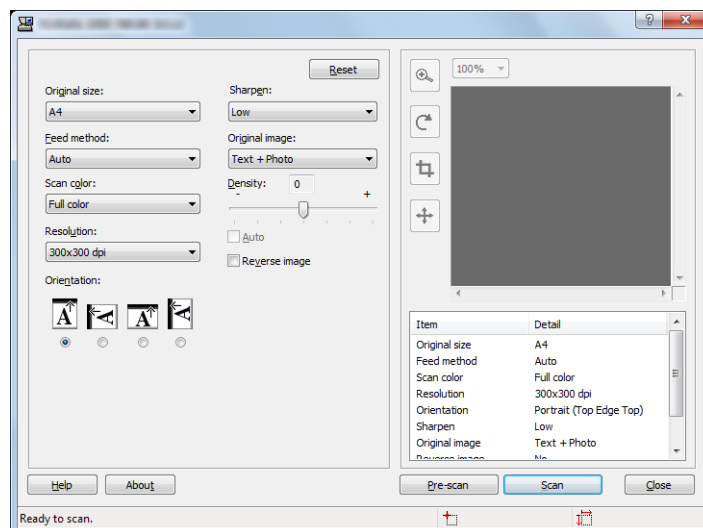 Reset
Original size:
A4
Feed method:
Auto
Scan color:
Full color
Resolution:
300x300 dpi
Orientation:
A A A A
Sharpen:
Low
Original image:
Text + Photo
Density: 0
- +
Auto
Reverse image
100%
Item Detail
Original size A4
Feed method Auto
Scan color Full color
Resolution 300x300 dpi
Orientation Portrait (Top Edge Top)
Sharpen Low
Original image Text + Photo
Reverse image No
Help About Pre-scan Scan Close
Ready to scan.